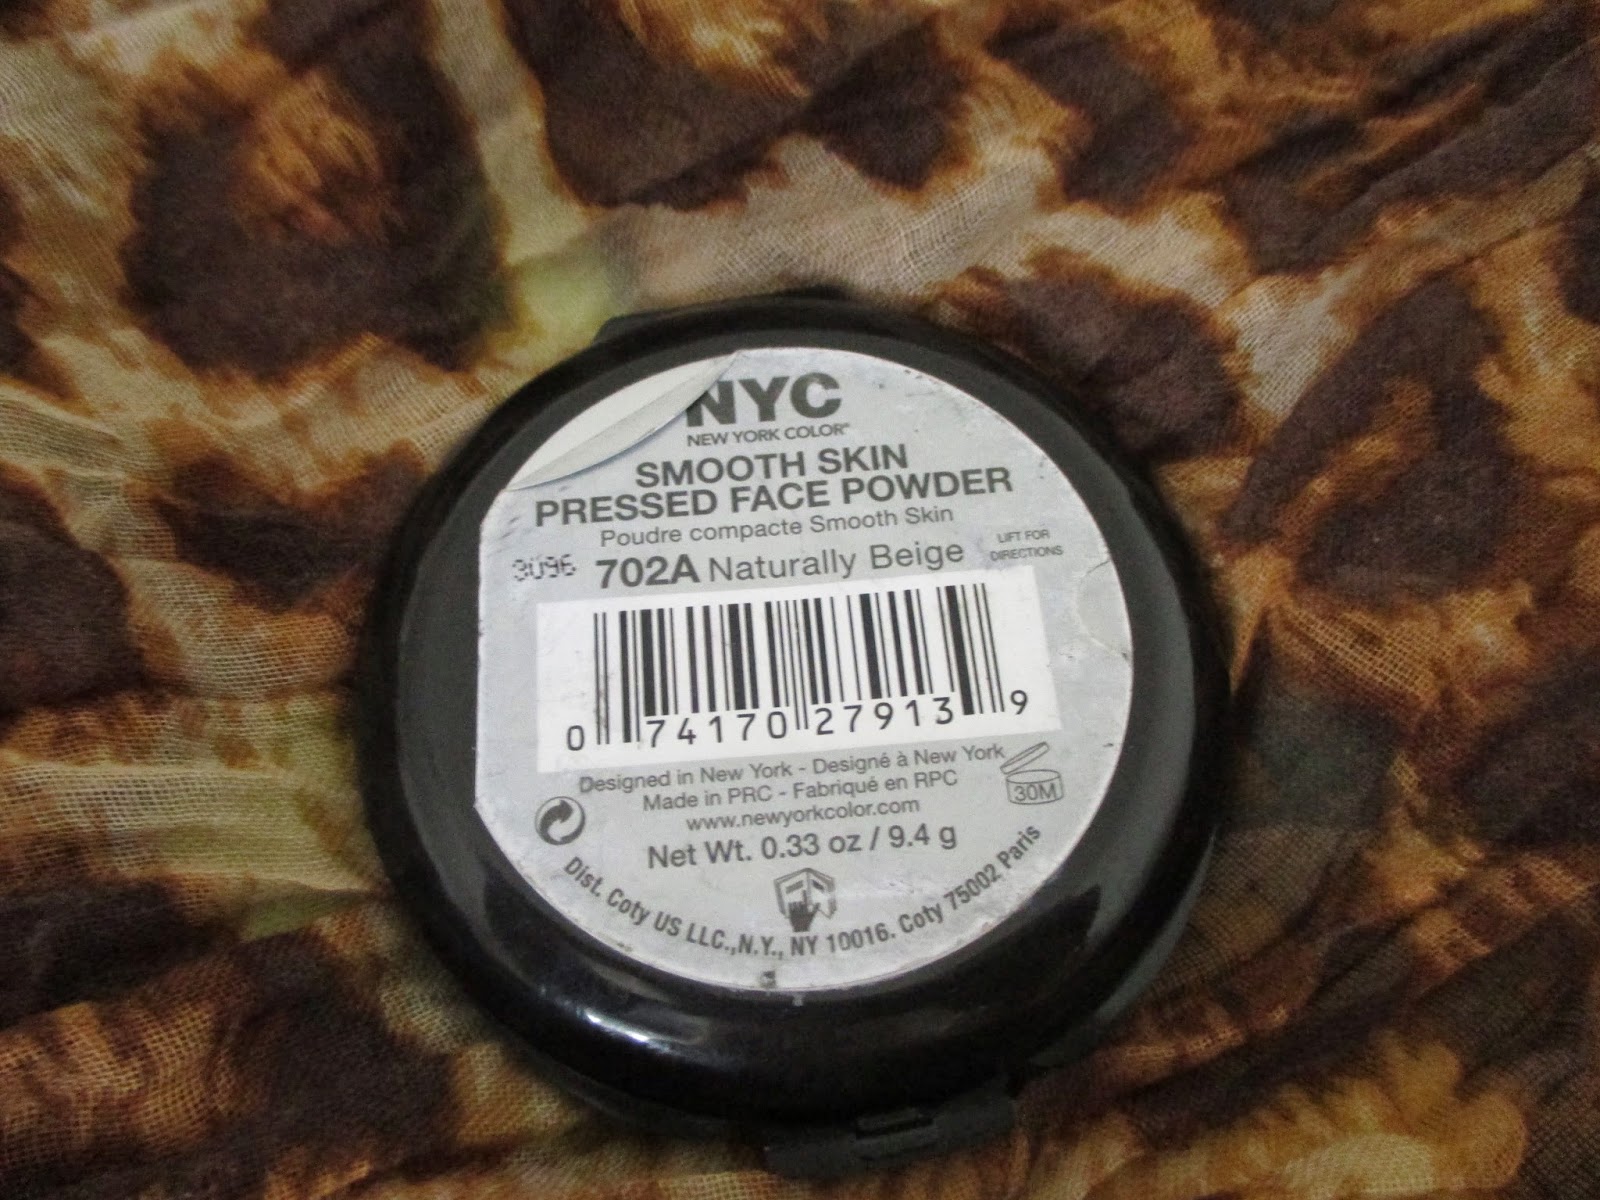 NYC
NEW YORK COLOR®
SMOOTH SKIN
PRESSED FACE POWDER
Poudre compacte Smooth Skin
LIFT FOR
DIRECTIONS
3096 702A Naturally Beige
0 74170 27913 9
Designed in New York - Designé à New York
Made in PRC - Fabriqué en RPC
www.newyorkcolor.com
30M
Net Wt. 0.33 oz / 9.4 g
Dist. Coty US LLC.,N.Y., NY 10016. Coty 75002 Paris